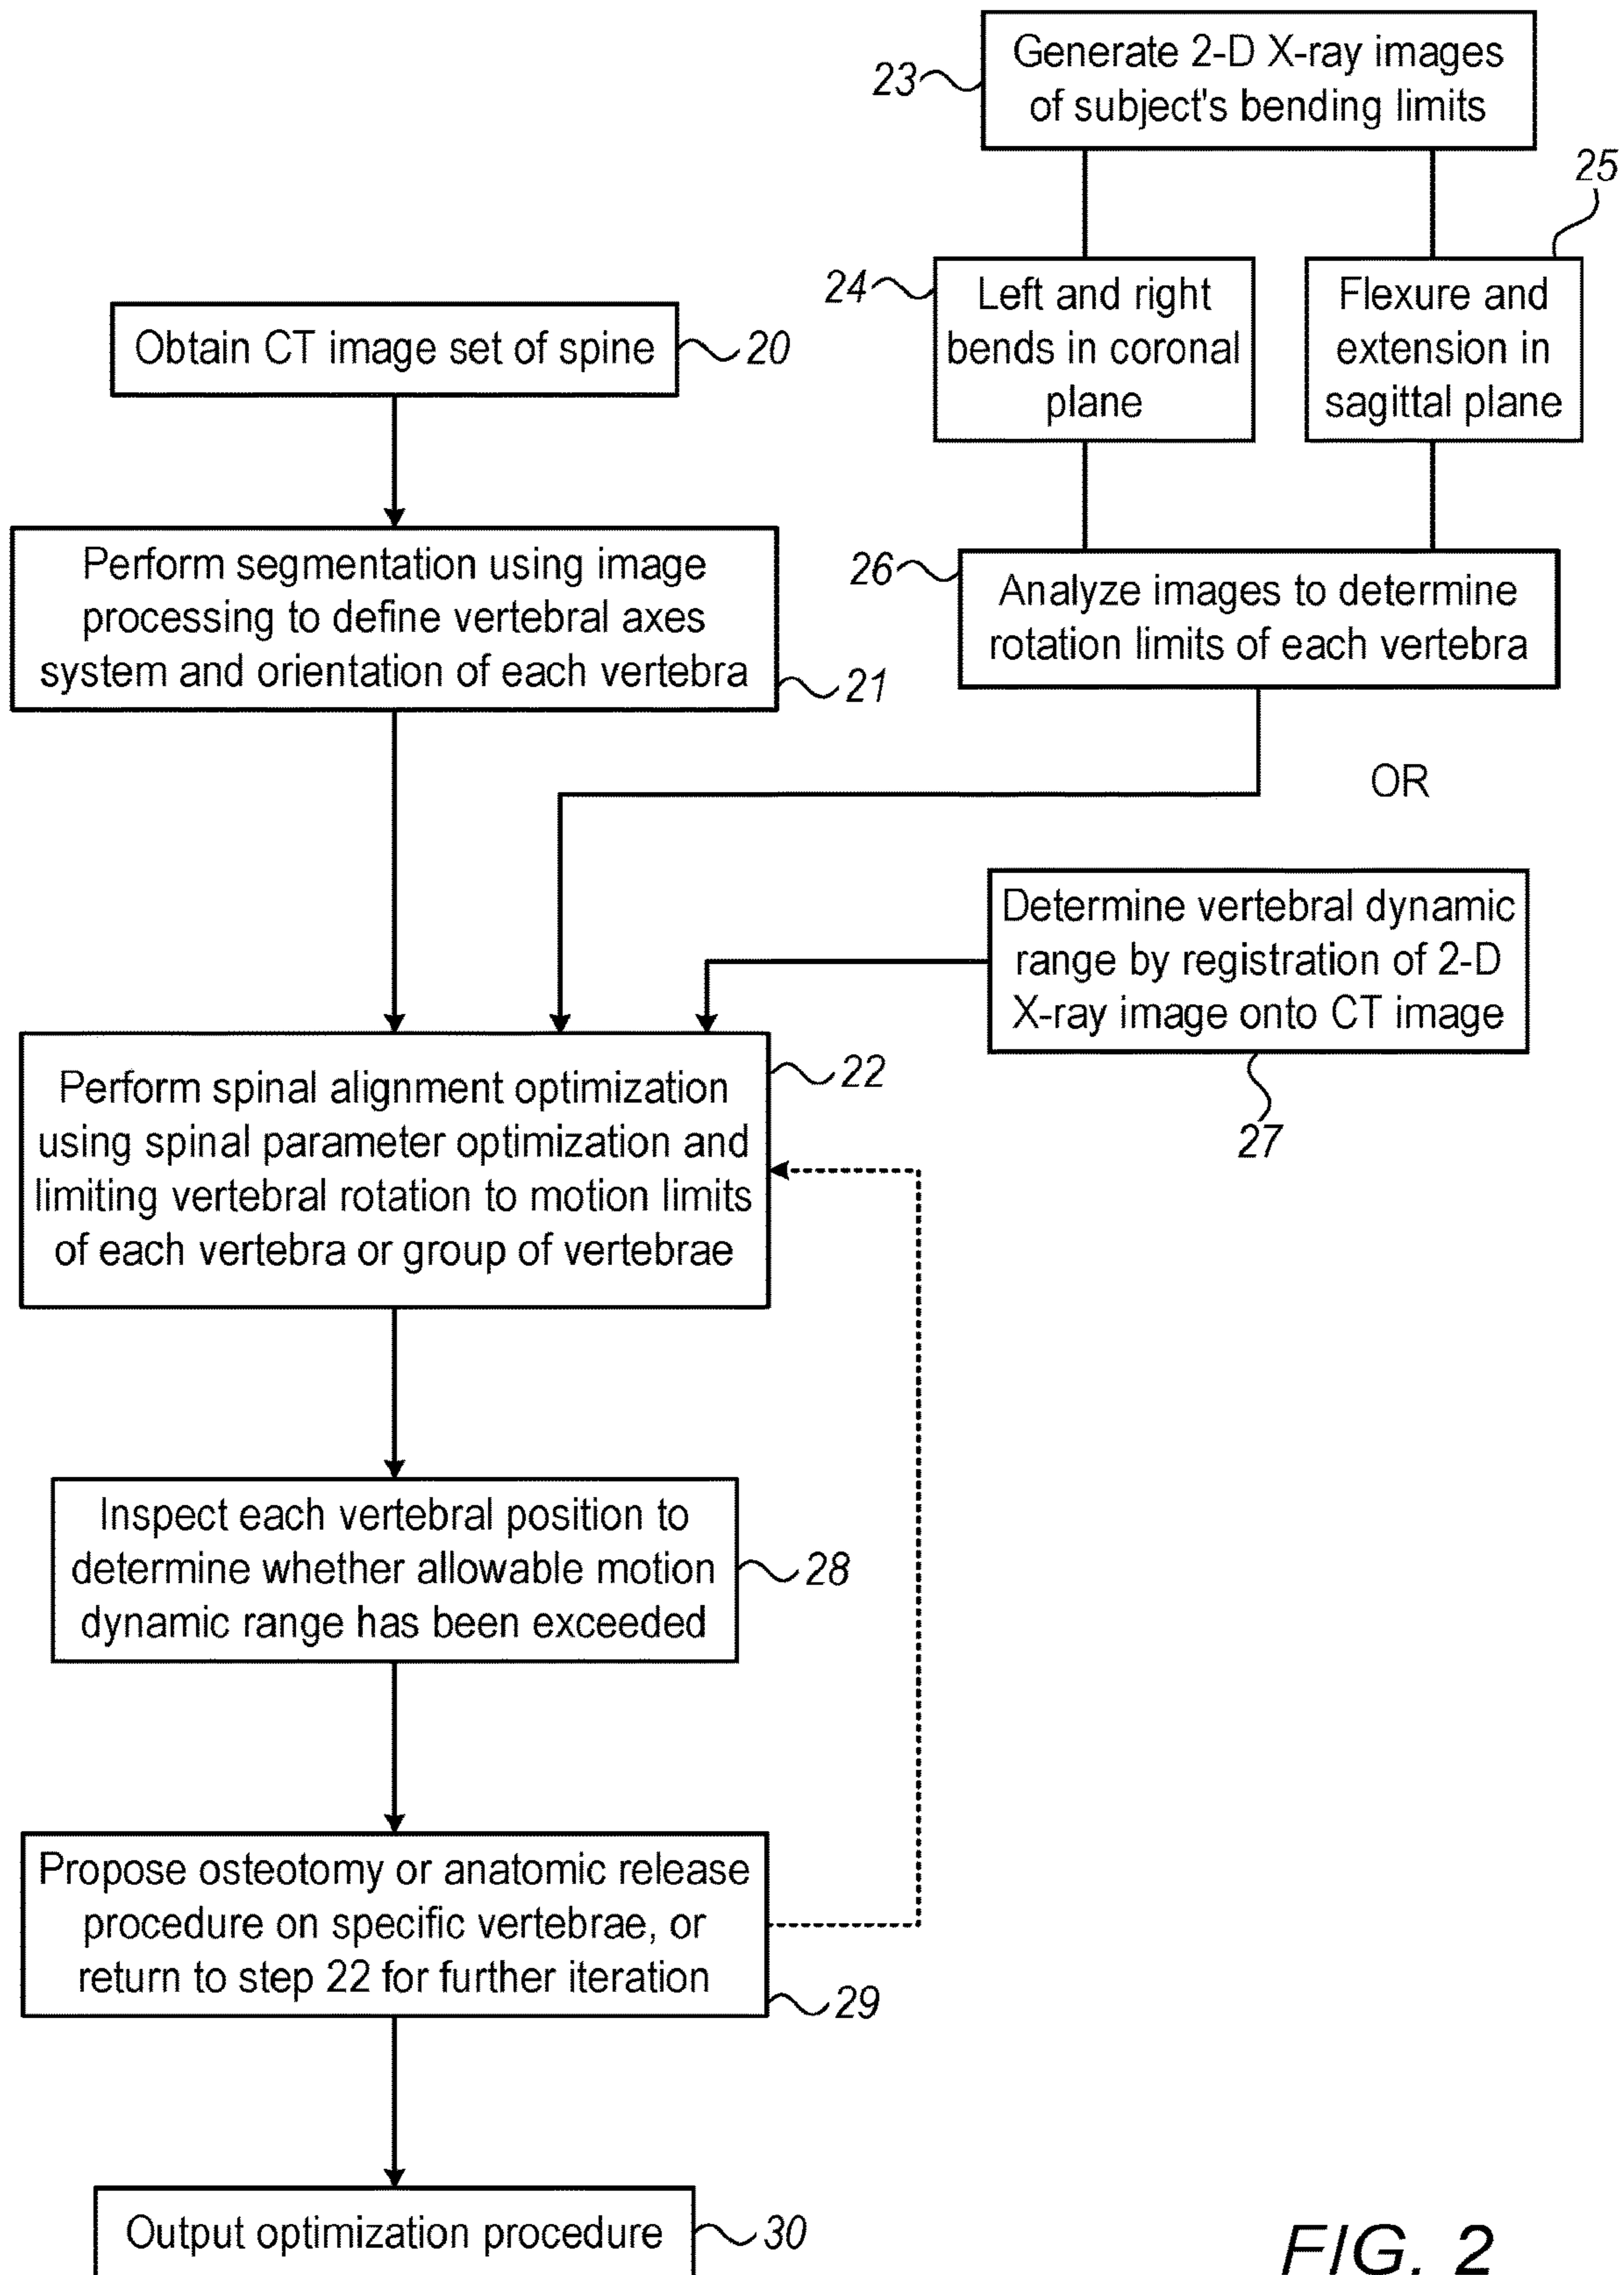 Generate 2-D X-ray images
of subject's bending limits
23
25
24
Left and right
bends in coronal
plane
Flexure and
extension in
sagittal plane
Obtain CT image set of spine
20
Perform segmentation using image
processing to define vertebral axes
system and orientation of each vertebra
21
26
Analyze images to determine
rotation limits of each vertebra
OR
Determine vertebral dynamic
range by registration of 2-D
X-ray image onto CT image
27
Perform spinal alignment optimization
using spinal parameter optimization and
limiting vertebral rotation to motion limits
of each vertebra or group of vertebrae
22
Inspect each vertebral position to
determine whether allowable motion
dynamic range has been exceeded
28
Propose osteotomy or anatomic release
procedure on specific vertebrae, or
return to step 22 for further iteration
29
Output optimization procedure
30
FIG. 2